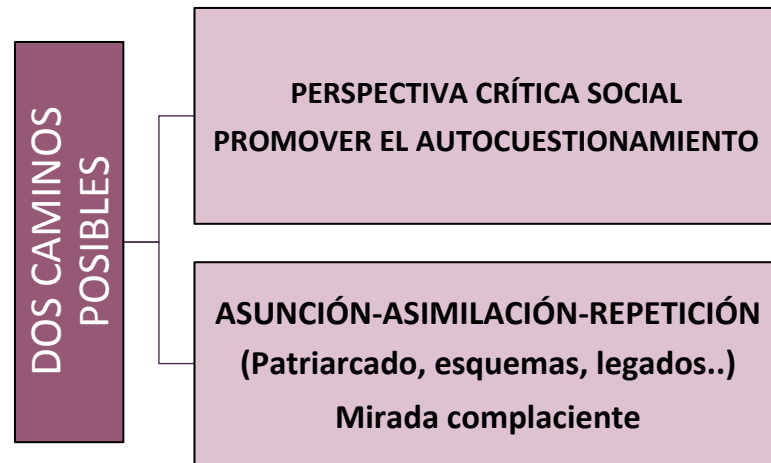 DOS CAMINOS
POSIBLES
PERSPECTIVA CRÍTICA SOCIAL
PROMOVER EL AUTOCUESTIONAMIENTO
ASUNCIÓN-ASIMILACIÓN-REPETICIÓN
(Patriarcado, esquemas, legados..)
Mirada complaciente